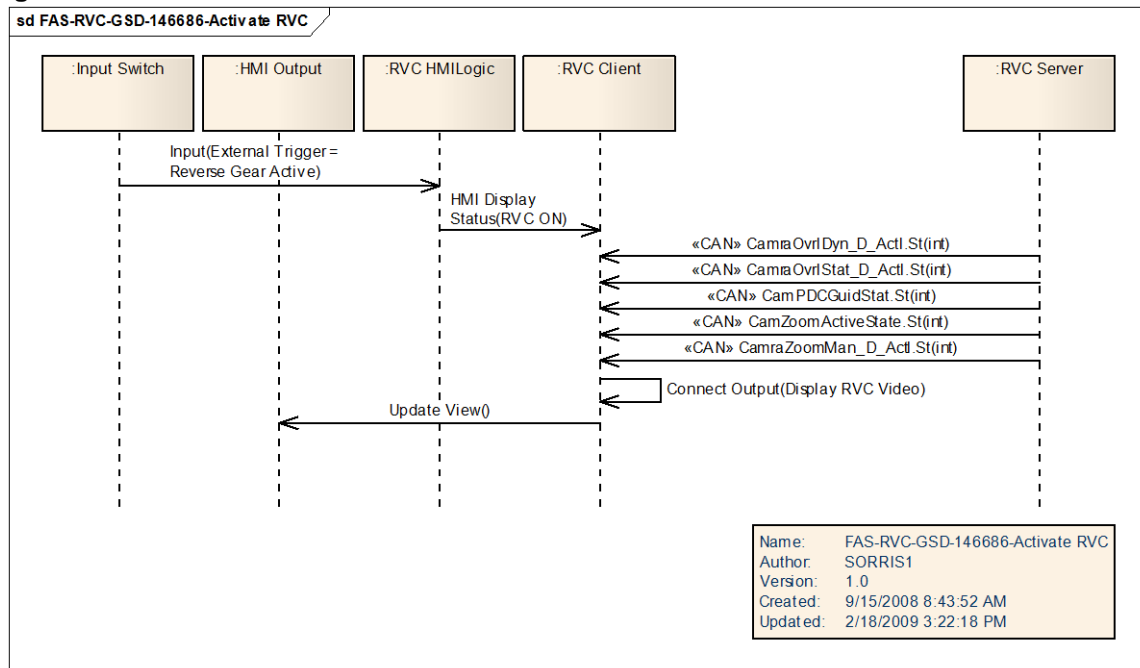 sd FAS-RVC-GSD-146686-Activate RVC
:Input Switch
:HMI Output
:RVC HMILogic
:RVC Client
:RVC Server
Input(External Trigger=
Reverse Gear Active)
HMI Display
Status(RVC ON)
«CAN» CamraOvrlDyn_D_Actl.St(int)
«CAN» CamraOvrlStat_D_Actl.St(int)
«CAN» CamPDCGuidStat.St(int)
«CAN» CamZoomActiveState.St(int)
«CAN» CamraZoomMan_D_Actl.St(int)
Connect Output(Display RVC Video)
Update View()
Name: FAS-RVC-GSD-146686-Activate RVC
Author: SORRIS1
Version: 1.0
Created: 9/15/2008 8:43:52 AM
Updated: 2/18/2009 3:22:18 PM